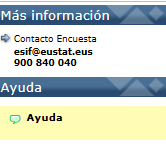 Más información
Contacto Encuesta
esif@eustat.eus
900 840 040
Ayuda
Ayuda